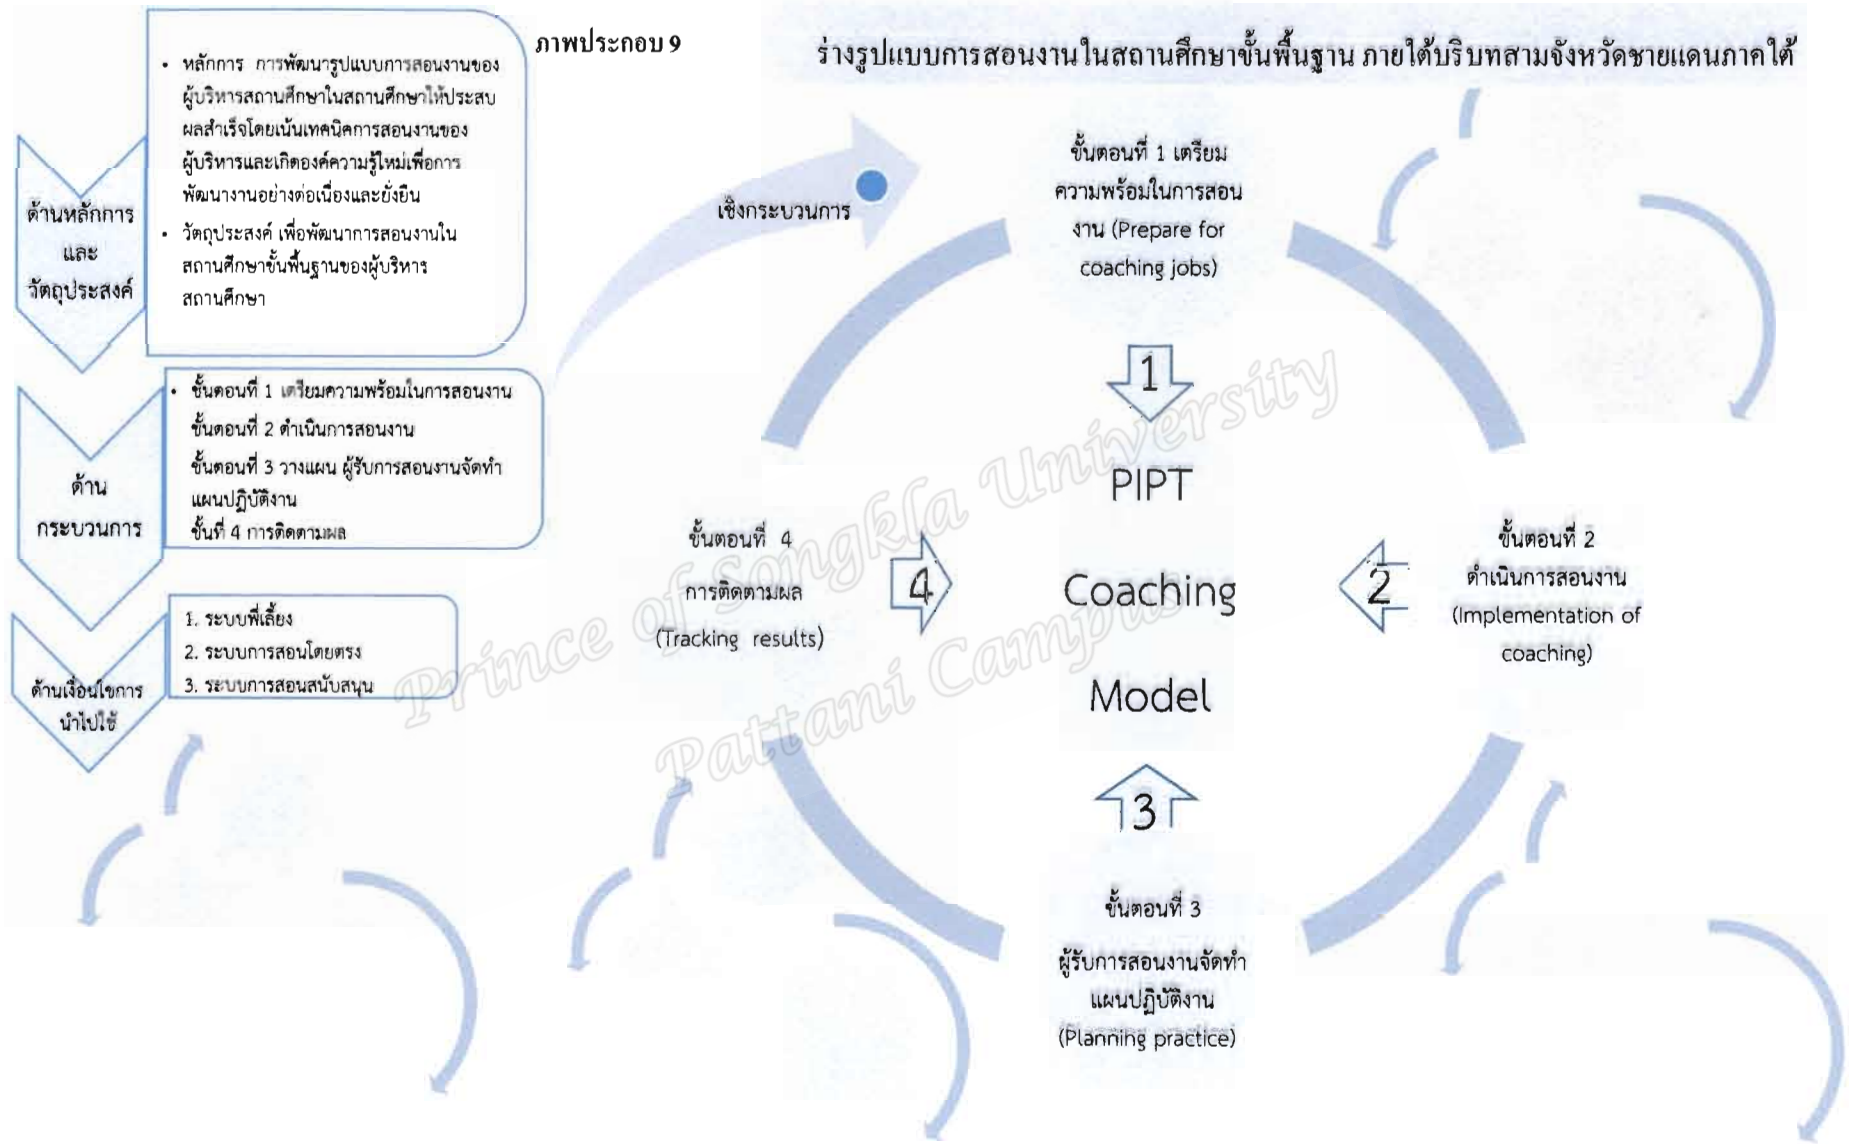 ภาพประกอบ 9
ร่างรูปแบบการสอนงานในสถานศึกษาขั้นพื้นฐาน ภายใต้บริบทสามจังหวัดชายแดนภาคใต้
ด้านหลักการ
และ
วัตถุประสงค์
• หลักการ การพัฒนารูปแบบการสอนงานของ
ผู้บริหารสถานศึกษาในสถานศึกษาให้ประสบ
ผลสำเร็จโดยเน้นเทคนิคการสอนงานของ
ผู้บริหารและเกิดองค์ความรู้ใหม่เพื่อการ
พัฒนางานอย่างต่อเนื่องและยั่งยืน
• วัตถุประสงค์ เพื่อพัฒนาการสอนงานใน
สถานศึกษาขั้นพื้นฐานของผู้บริหาร
สถานศึกษา
ด้าน
กระบวนการ
• ขั้นตอนที่ 1 เตรียมความพร้อมในการสอนงาน
ขั้นตอนที่ 2 ดำเนินการสอนงาน
ขั้นตอนที่ 3 วางแผน ผู้รับการสอนงานจัดทำ
แผนปฏิบัติงาน
ขั้นที่ 4 การติดตามผล
ด้านเงื่อนไขการ
นำไปใช้
1. ระบบพี่เลี้ยง
2. ระบบการสอนโดยตรง
3. ระบบการสอนสนับสนุน
เชิงกระบวนการ
ขั้นตอนที่ 1 เตรียม
ความพร้อมในการสอน
งาน (Prepare for
coaching jobs)
1
PIPT
Coaching
Model
ขั้นตอนที่ 2
ดำเนินการสอนงาน
(Implementation of
coaching)
2
3
ขั้นตอนที่ 3
ผู้รับการสอนงานจัดทำ
แผนปฏิบัติงาน
(Planning practice)
ขั้นตอนที่ 4
การติดตามผล
(Tracking results)
4
Prince of Songkla University
Pattani Campus